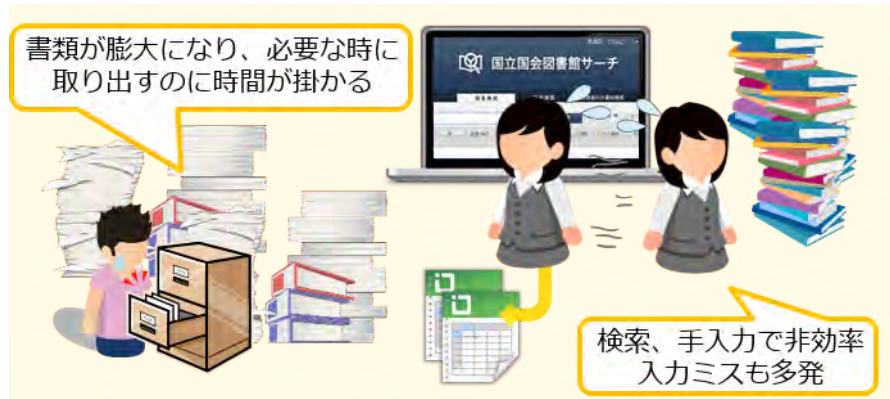 書類が膨大になり、必要な時に
取り出すのに時間が掛かる
国立国会図書館サーチ
検索、手入力で非効率
入力ミスも多発